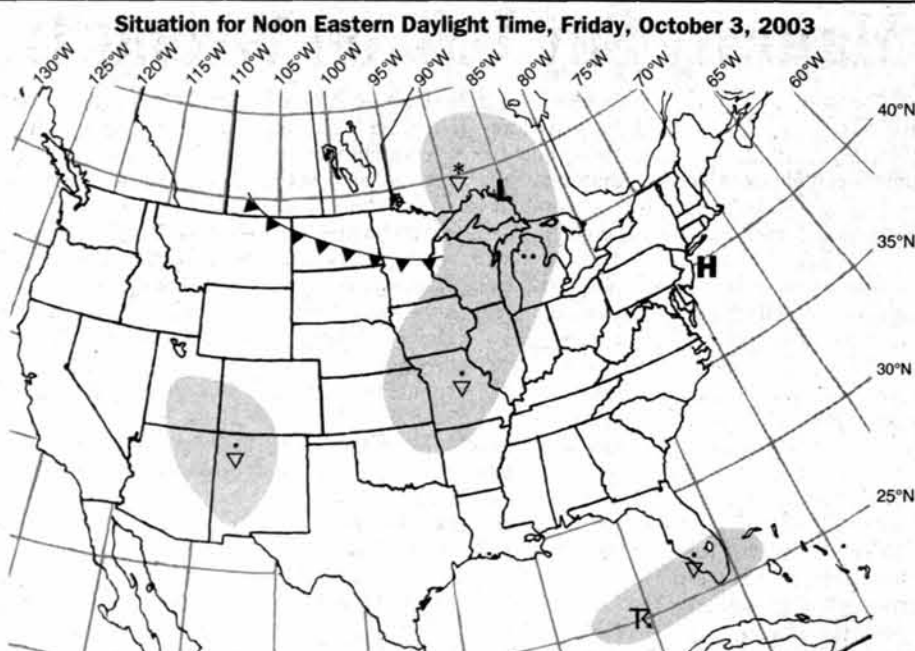 Situation for Noon Eastern Daylight Time, Friday, October 3, 2003
130°W 125°W 120°W 115°W 110°W 105°W 100°W 95°W 90°W 85°W 80°W 75°W 70°W 65°W 60°W
40°N
L
35°N
H
30°N
25°N